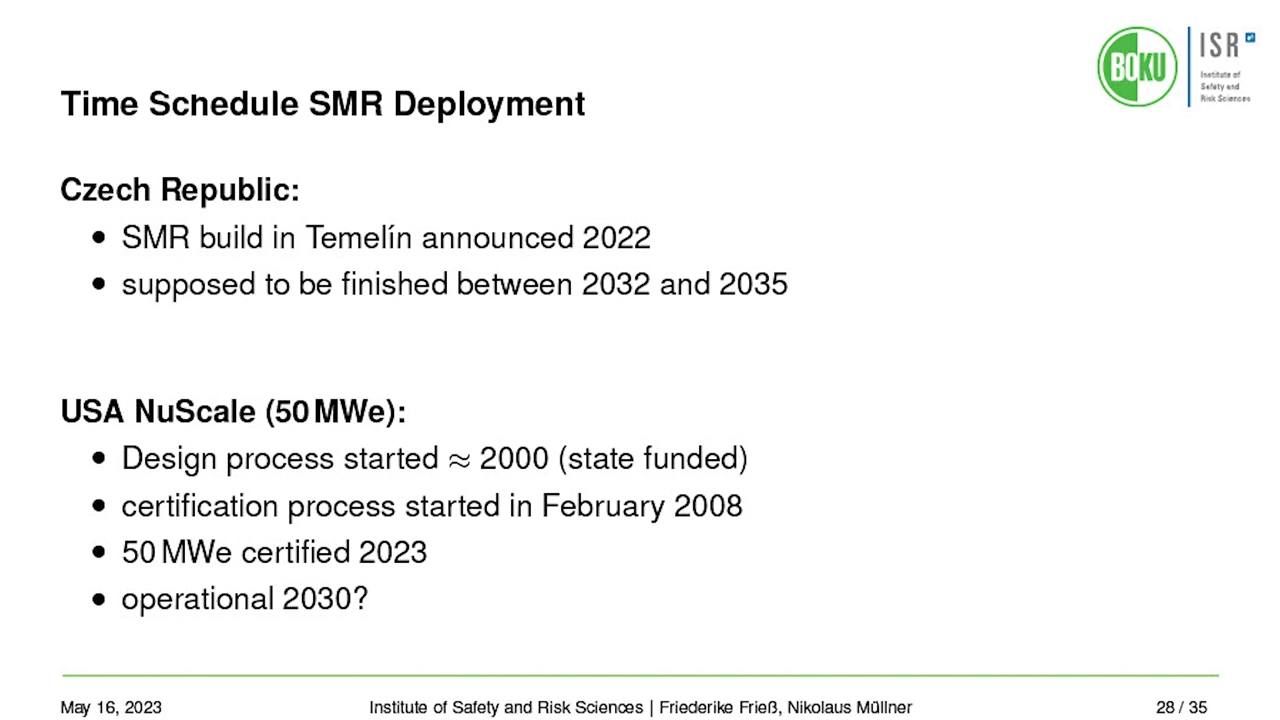 BOKU
ISR
Institute of
Safety and
Risk Sciences
Time Schedule SMR Deployment
Czech Republic:
• SMR build in Temelín announced 2022
• supposed to be finished between 2032 and 2035
USA NuScale (50 MWe):
• Design process started ≈ 2000 (state funded)
• certification process started in February 2008
• 50 MWe certified 2023
• operational 2030?
May 16, 2023 Institute of Safety and Risk Sciences | Friederike Frieß, Nikolaus Müllner 28 / 35